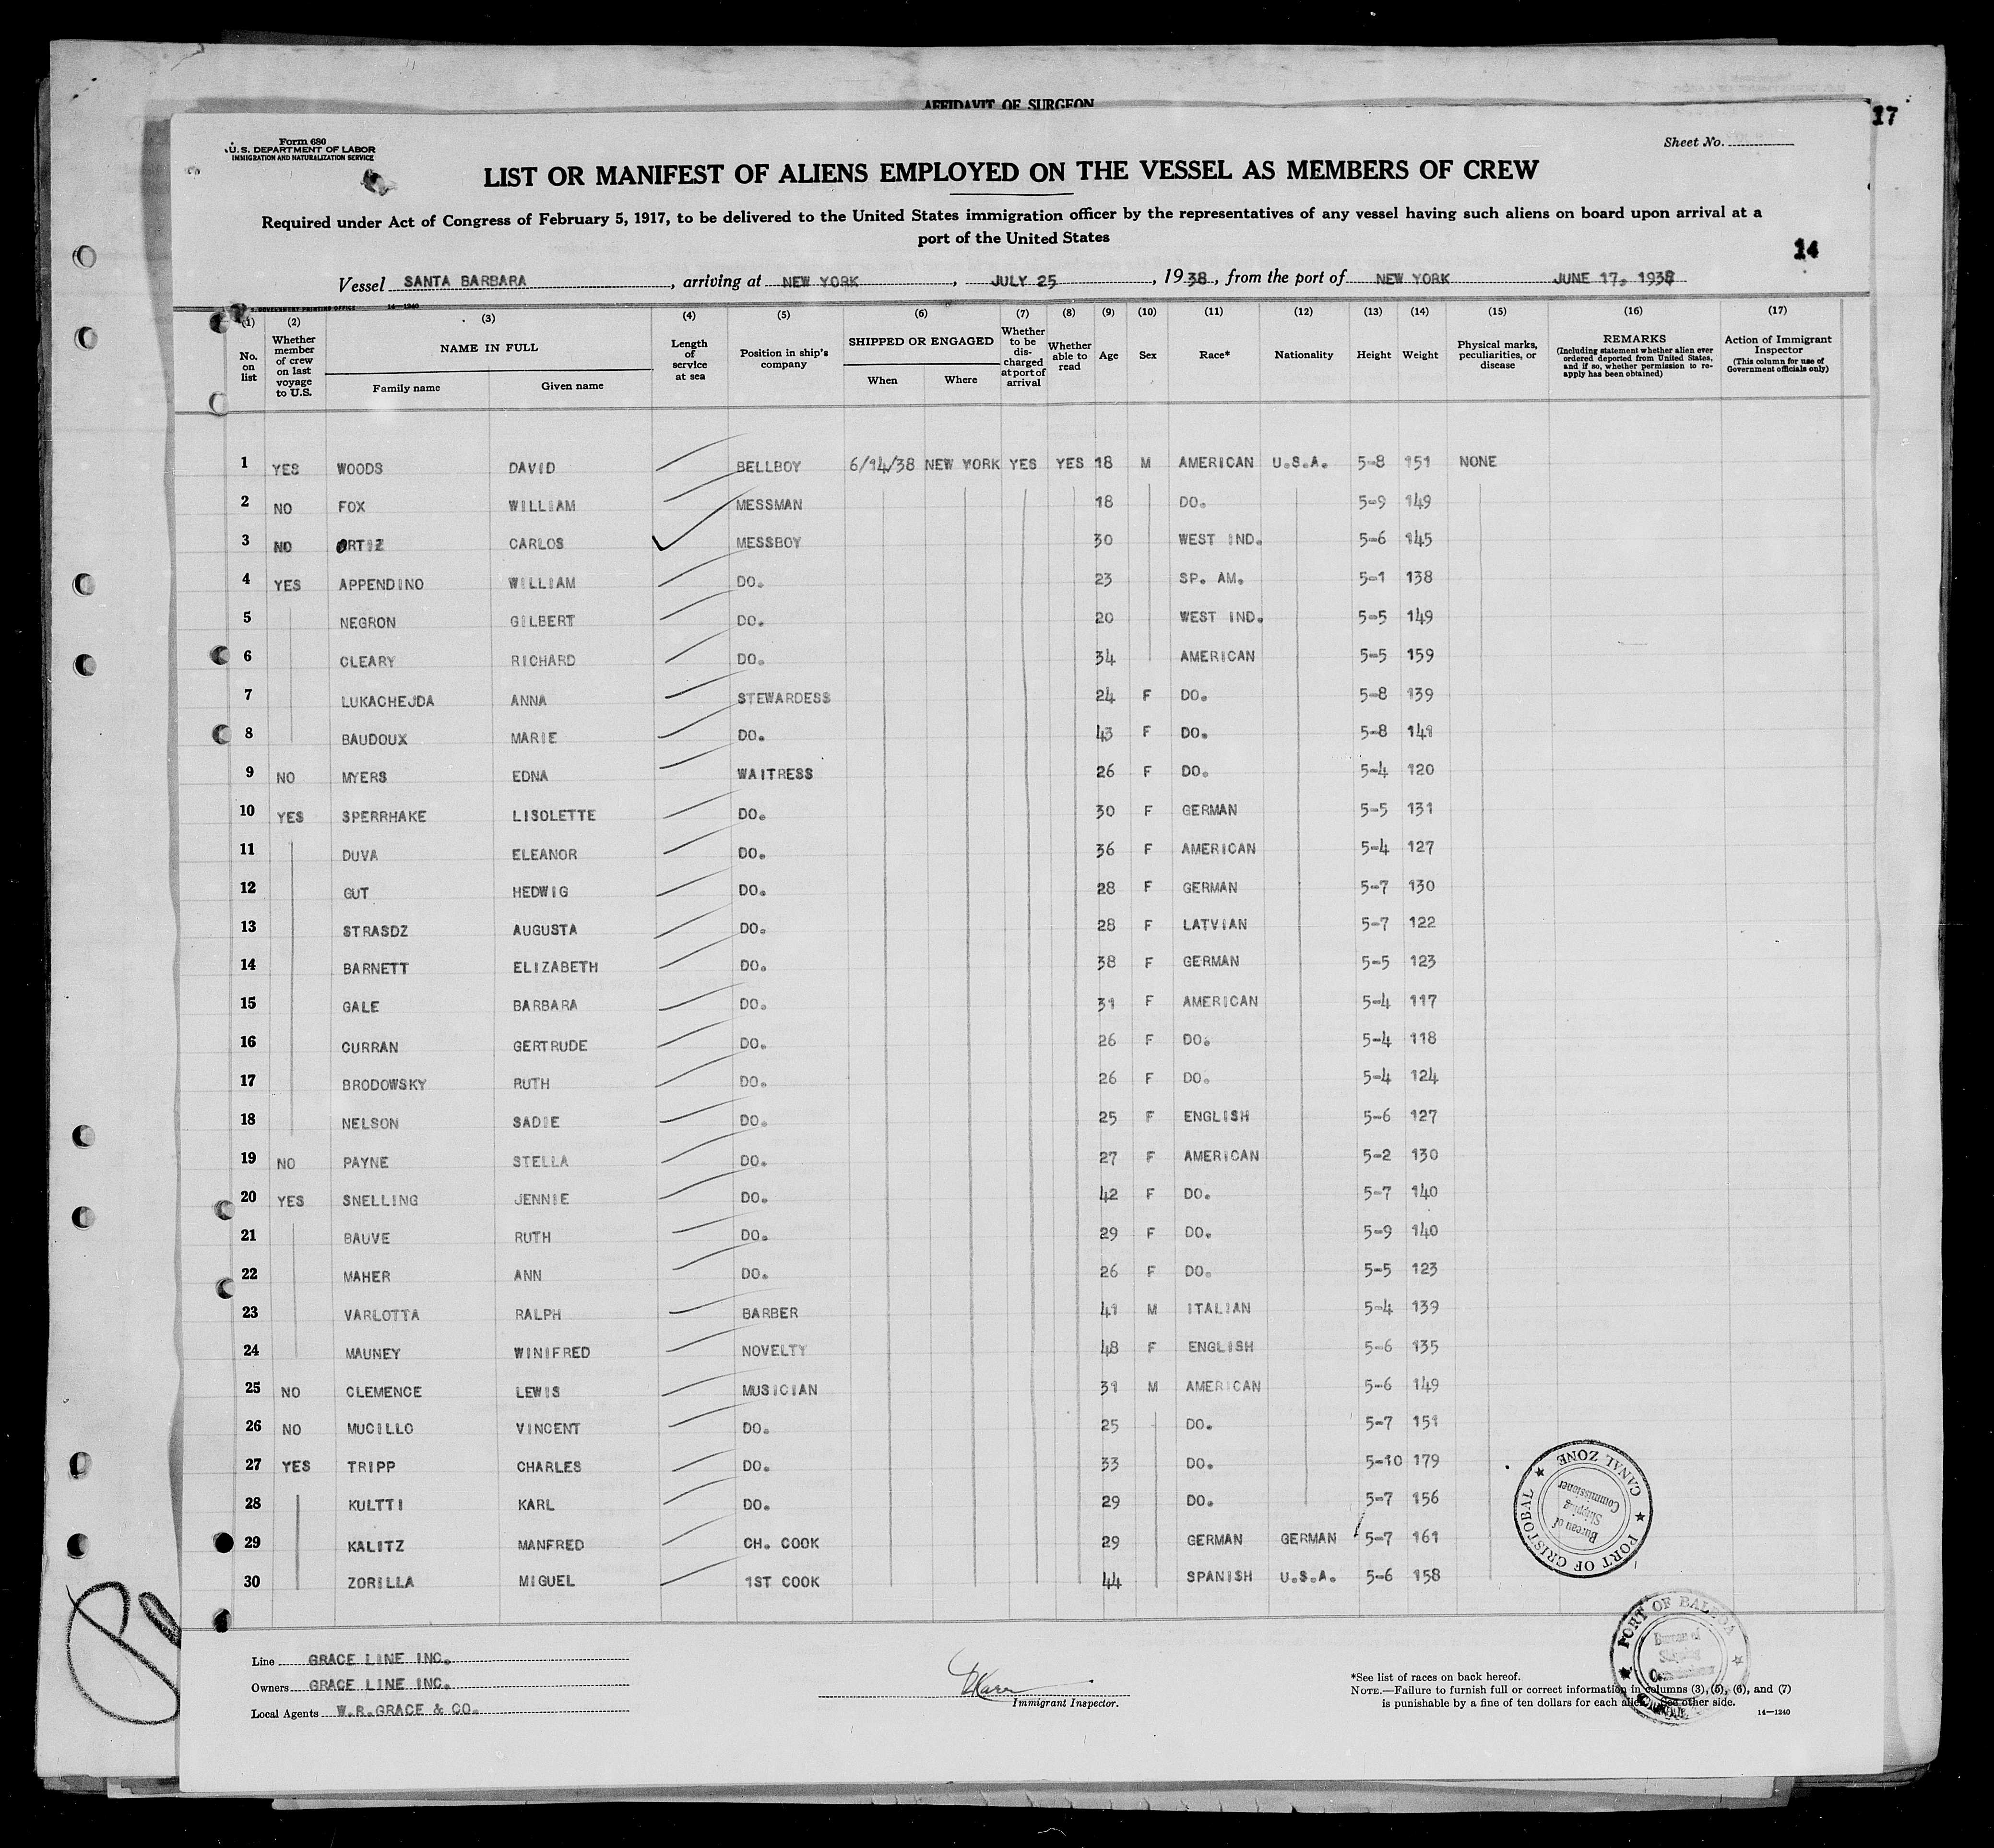 AFFIDAVIT OF SURGEON
17
Form 680
U. S. DEPARTMENT OF LABOR
IMMIGRATION AND NATURALIZATION SERVICE
Sheet No.
LIST OR MANIFEST OF ALIENS EMPLOYED ON THE VESSEL AS MEMBERS OF CREW
Required under Act of Congress of February 5, 1917, to be delivered to the United States immigration officer by the representatives of any vessel having such aliens on board upon arrival at a
port of the United States
14
Vessel SANTA BARBARA, arriving at NEW YORK, JULY 25, 1938, from the port of NEW YORK JUNE 17, 1938
U.S. GOVERNMENT PRINTING OFFICE 14—1240
(1) No. on list
(2) Whether member of crew on last voyage to U.S.
(3) NAME IN FULL
Family name Given name
(4) Length of service at sea
(5) Position in ship's company
(6) SHIPPED OR ENGAGED
When Where
(7) Whether to be discharged at port of arrival
(8) Whether able to read
(9) Age
(10) Sex
(11) Race*
(12) Nationality
(13) Height
(14) Weight
(15) Physical marks, peculiarities, or disease
(16) REMARKS
(Including statement whether alien ever ordered deported from United States, and if so, whether permission to reapply has been obtained)
(17) Action of Immigrant Inspector
(This column for use of Government officials only)
1 YES WOODS DAVID BELLBOY 6/14/38 NEW YORK YES YES 18 M AMERICAN U.S.A. 5-8 151 NONE
2 NO FOX WILLIAM MESSMAN 18 DO. 5-9 149
3 NO ORTIZ CARLOS MESSBOY 30 WEST IND. 5-6 145
4 YES APPENDINO WILLIAM DO. 23 SP. AM. 5-1 138
5 NEGRON GILBERT DO. 20 WEST IND. 5-5 149
6 CLEARY RICHARD DO. 34 AMERICAN 5-5 159
7 LUKACHEJDA ANNA STEWARDESS 24 F DO. 5-8 139
8 BAUDOUX MARIE DO. 43 F DO. 5-8 141
9 NO MYERS EDNA WAITRESS 26 F DO. 5-4 120
10 YES SPERRHAKE LISOLETTE DO. 30 F GERMAN 5-5 131
11 DUVA ELEANOR DO. 36 F AMERICAN 5-4 127
12 GUT HEDWIG DO. 28 F GERMAN 5-7 130
13 STRASDZ AUGUSTA DO. 28 F LATVIAN 5-7 122
14 BARNETT ELIZABETH DO. 38 F GERMAN 5-5 123
15 GALE BARBARA DO. 31 F AMERICAN 5-4 117
16 CURRAN GERTRUDE DO. 26 F DO. 5-4 118
17 BRODOWSKY RUTH DO. 26 F DO. 5-4 124
18 NELSON SADIE DO. 25 F ENGLISH 5-6 127
19 NO PAYNE STELLA DO. 27 F AMERICAN 5-2 130
20 YES SNELLING JENNIE DO. 42 F DO. 5-7 140
21 BAUVE RUTH DO. 29 F DO. 5-9 140
22 MAHER ANN DO. 26 F DO. 5-5 123
23 VARLOTTA RALPH BARBER 41 M ITALIAN 5-4 139
24 MAUNEY WINIFRED NOVELTY 48 F ENGLISH 5-6 135
25 NO CLEMENCE LEWIS MUSICIAN 31 M AMERICAN 5-6 149
26 NO MUCILLO VINCENT DO. 25 DO. 5-7 151
27 YES TRIPP CHARLES DO. 33 DO. 5-10 179
28 KULTTI KARL DO. 29 DO. 5-7 156
29 KALITZ MANFRED CH. COOK 29 GERMAN GERMAN 5-7 161
30 ZORILLA MIGUEL 1ST COOK 44 SPANISH U.S.A. 5-6 158
PORT OF CRISTOBAL CANAL ZONE
Bureau of Shipping Commissioner
PORT OF BALBOA
Bureau of Shipping Commissioner
Line GRACE LINE INC.
Owners GRACE LINE INC.
Local Agents W.R.GRACE & CO.
Immigrant Inspector.
*See list of races on back hereof.
NOTE.—Failure to furnish full or correct information in columns (3), (5), (6), and (7)
is punishable by a fine of ten dollars for each alien. See other side.
14—1240